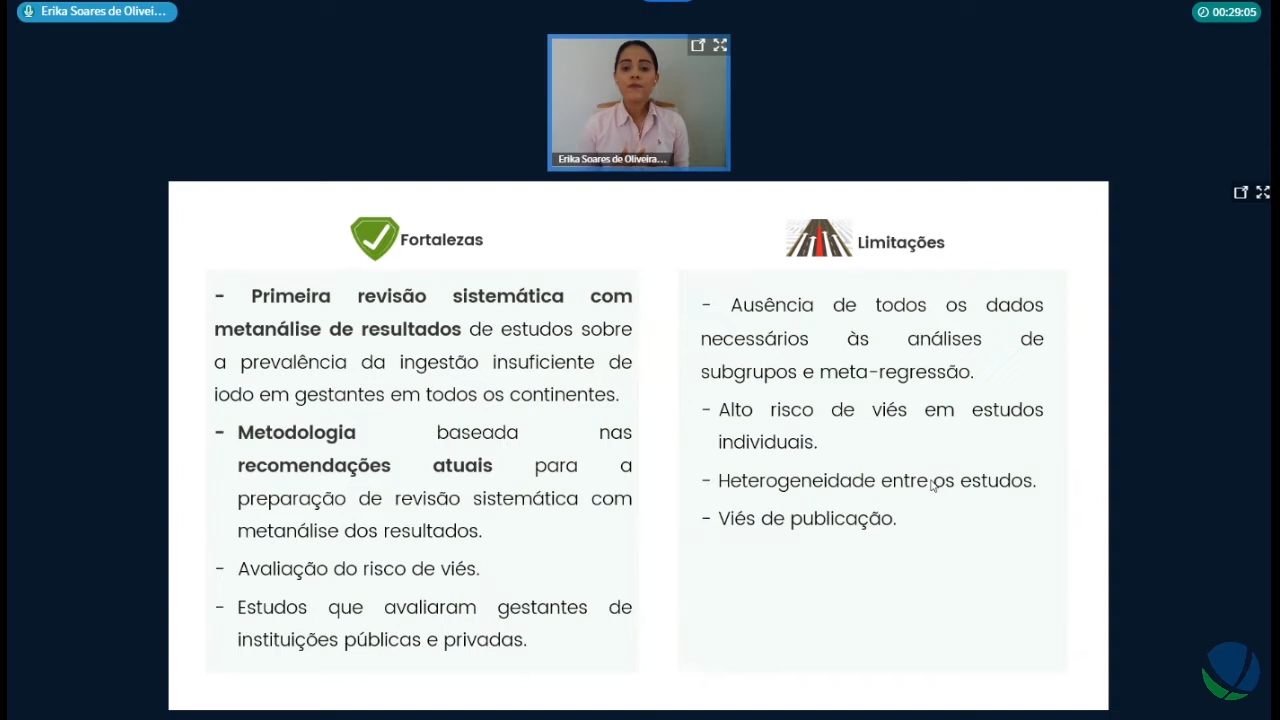 Erika Soares de Olivei...
00:29:05
Erika Soares de Oliveira...
Fortalezas
- Primeira revisão sistemática com
metanálise de resultados de estudos sobre
a prevalência da ingestão insuficiente de
iodo em gestantes em todos os continentes.
- Metodologia baseada nas
recomendações atuais para a
preparação de revisão sistemática com
metanálise dos resultados.
- Avaliação do risco de viés.
- Estudos que avaliaram gestantes de
instituições públicas e privadas.
Limitações
- Ausência de todos os dados
necessários às análises de
subgrupos e meta-regressão.
- Alto risco de viés em estudos
individuais.
- Heterogeneidade entre os estudos.
- Viés de publicação.